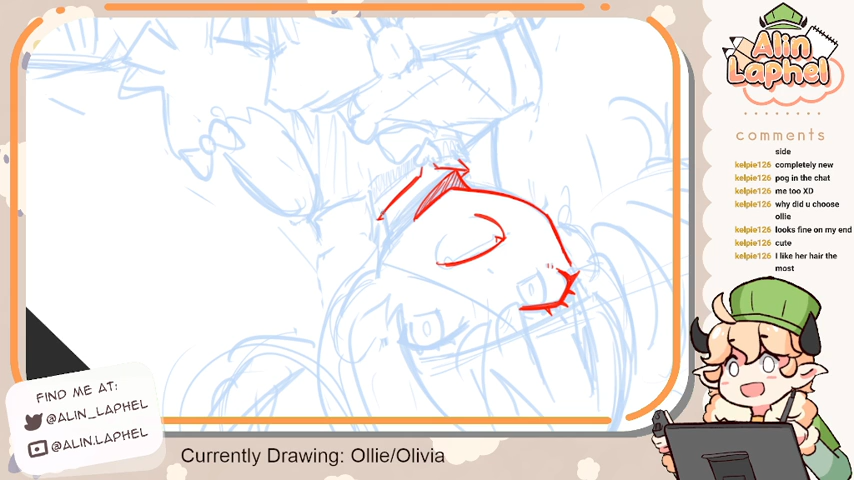 Alin
Laphel
comments
side
kelpie126 completely new
kelpie126 pog in the chat
kelpie126 me too XD
kelpie126 why did u choose
ollie
kelpie126 looks fine on my end
kelpie126 cute
kelpie126 I like her hair the
most
FIND ME AT:
@ALIN_LAPHEL
@ALIN.LAPHEL
Currently Drawing: Ollie/Olivia